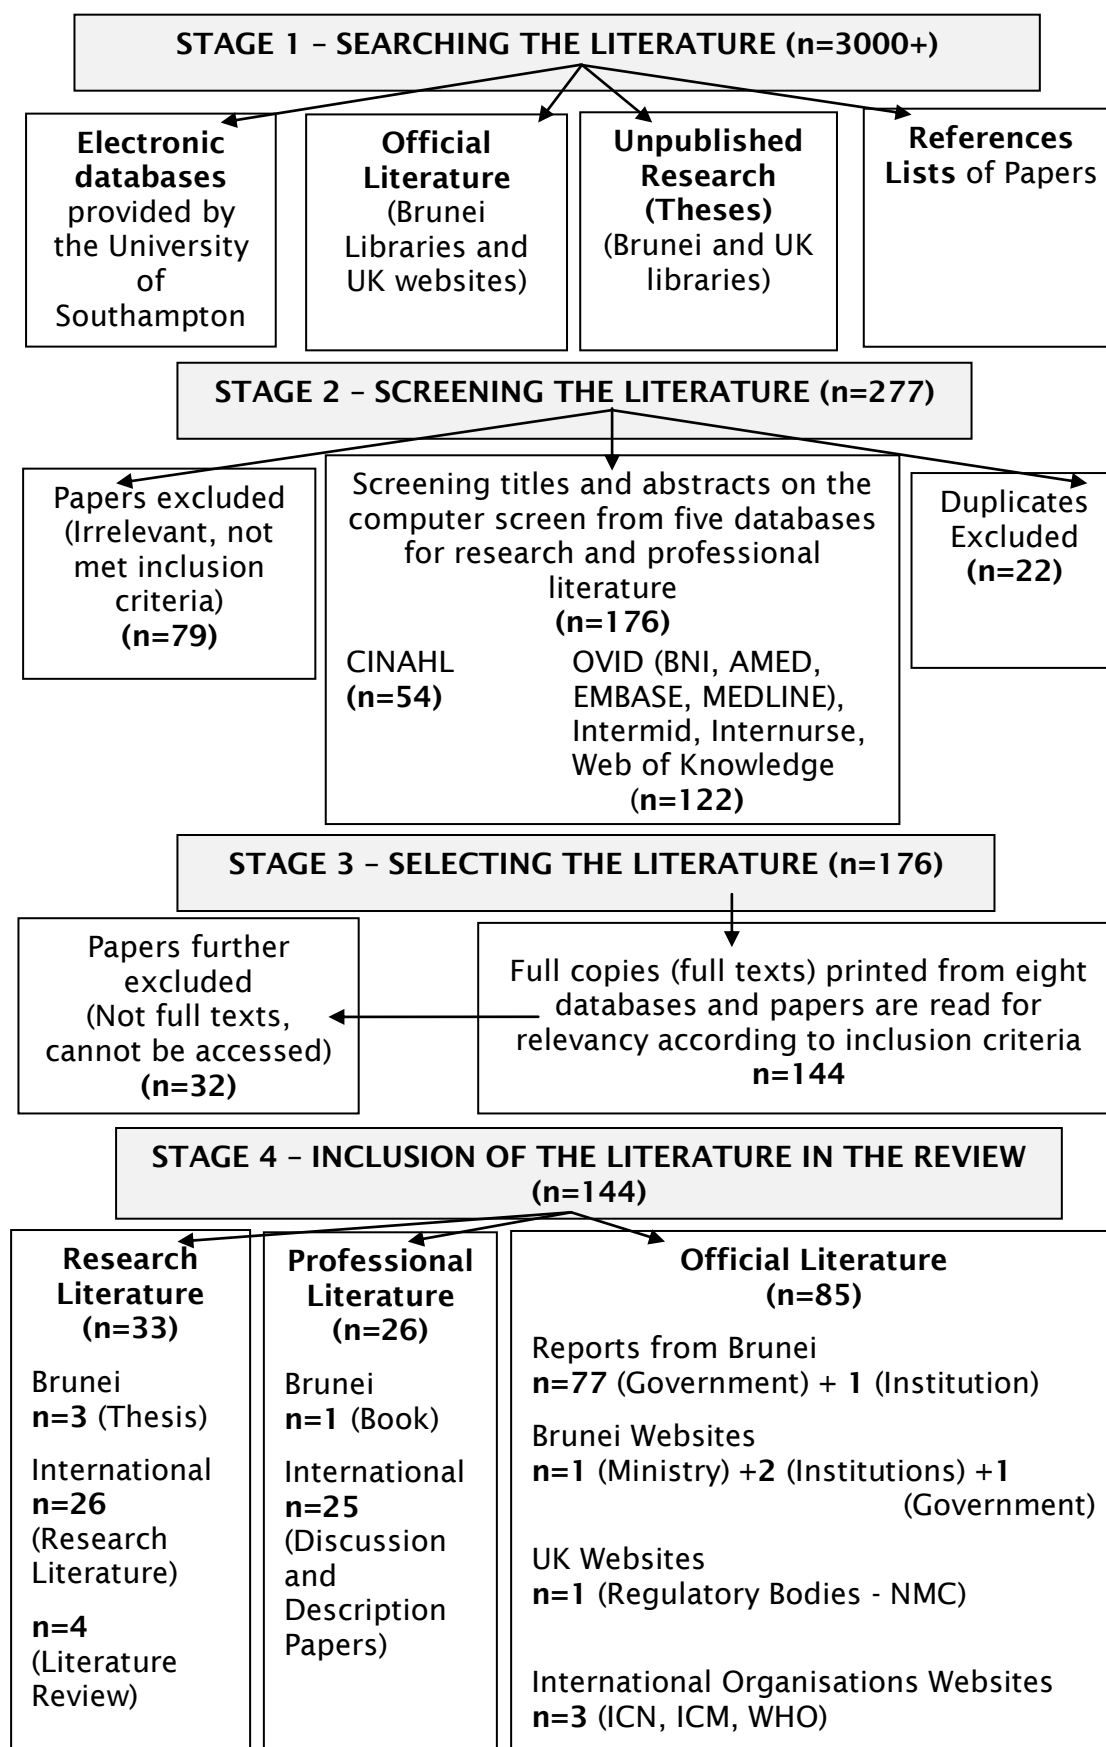 STAGE 1 – SEARCHING THE LITERATURE (n=3000+)
Electronic
databases
provided by
the University
of
Southampton
Official
Literature
(Brunei
Libraries and
UK websites)
Unpublished
Research
(Theses)
(Brunei and UK
libraries)
References
Lists of Papers
STAGE 2 – SCREENING THE LITERATURE (n=277)
Papers excluded
(Irrelevant, not
met inclusion
criteria)
(n=79)
Screening titles and abstracts on the
computer screen from five databases
for research and professional
literature
(n=176)
CINAHL
(n=54)
OVID (BNI, AMED,
EMBASE, MEDLINE),
Intermid, Internurse,
Web of Knowledge
(n=122)
Duplicates
Excluded
(n=22)
STAGE 3 – SELECTING THE LITERATURE (n=176)
Papers further
excluded
(Not full texts,
cannot be accessed)
(n=32)
Full copies (full texts) printed from eight
databases and papers are read for
relevancy according to inclusion criteria
n=144
STAGE 4 – INCLUSION OF THE LITERATURE IN THE REVIEW
(n=144)
Research
Literature
(n=33)
Brunei
n=3 (Thesis)
International
n=26
(Research
Literature)
n=4
(Literature
Review)
Professional
Literature
(n=26)
Brunei
n=1 (Book)
International
n=25
(Discussion
and
Description
Papers)
Official Literature
(n=85)
Reports from Brunei
n=77 (Government) + 1 (Institution)
Brunei Websites
n=1 (Ministry) +2 (Institutions) +1
(Government)
UK Websites
n=1 (Regulatory Bodies - NMC)
International Organisations Websites
n=3 (ICN, ICM, WHO)